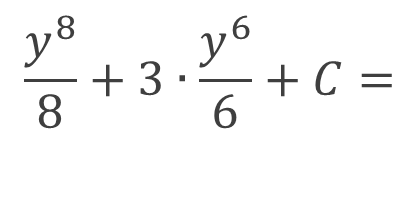 y^8/8 + 3 · y^6/6 + C =